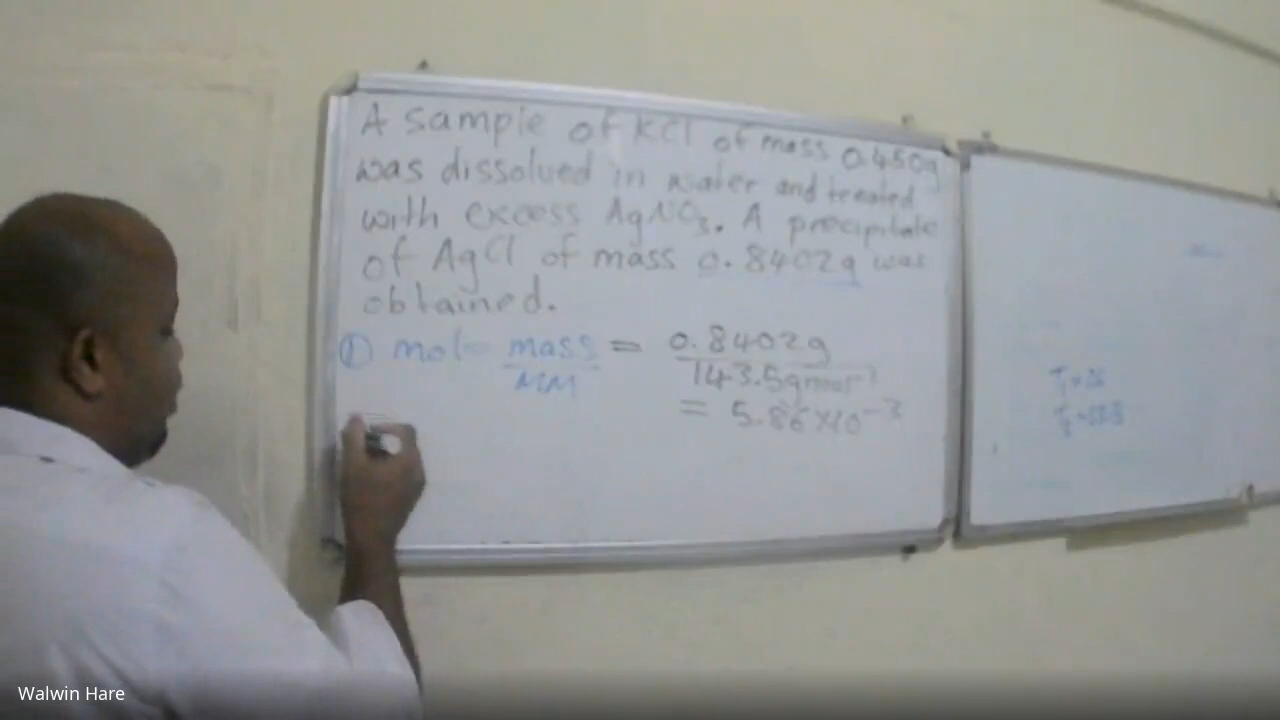 A sample of KCl of mass 0.450g
was dissolved in water and treated
with excess AgNO₃. A precipitate
of AgCl of mass 0.8402g was
obtained.
① mol = mass/MM = 0.8402g/143.5gmol⁻¹
= 5.86×10⁻³
Walwin Hare